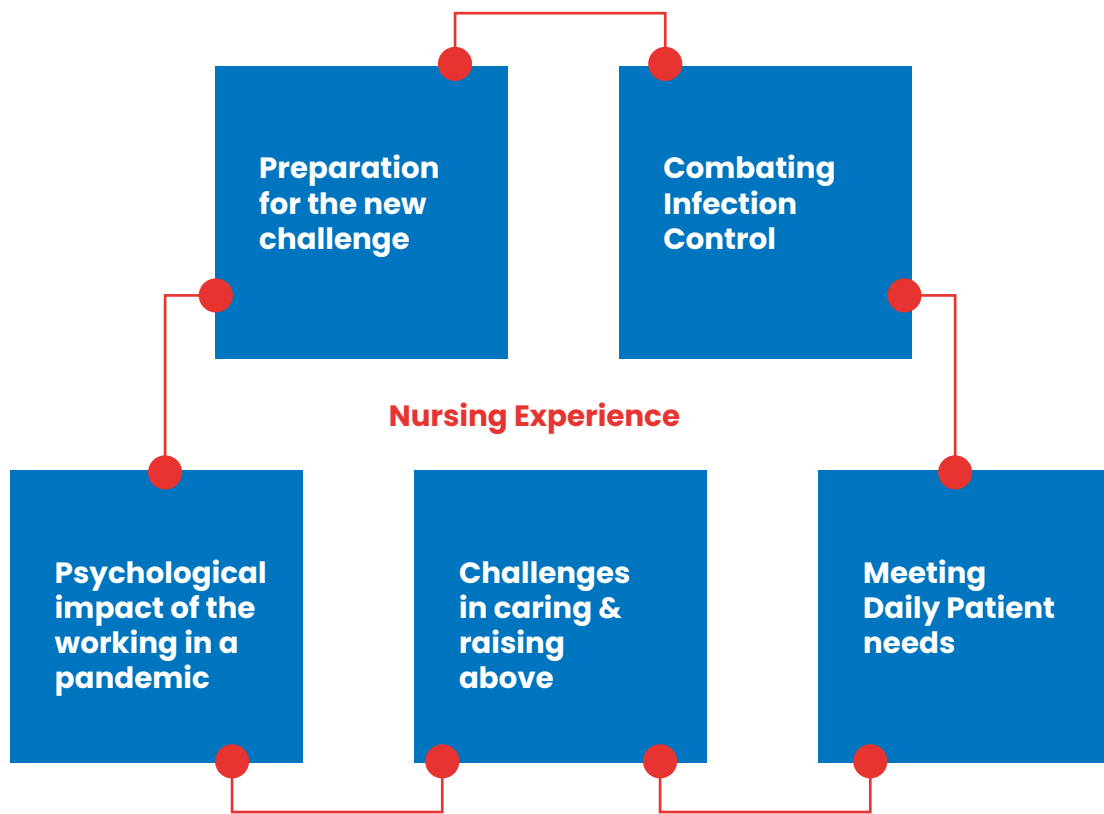 Preparation
for the new
challenge
Combating
Infection
Control
Nursing Experience
Psychological
impact of the
working in a
pandemic
Challenges
in caring &
raising
above
Meeting
Daily Patient
needs